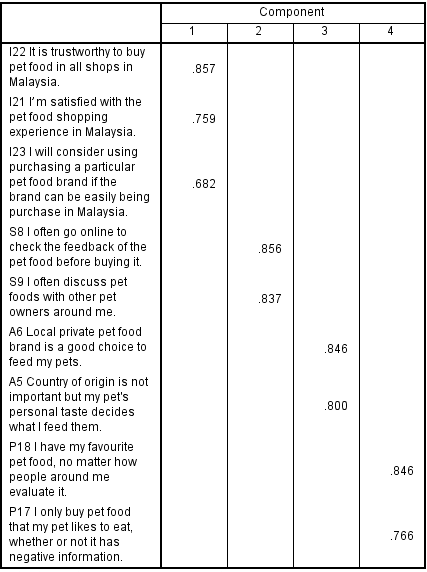 Component
1 2 3 4
I22 It is trustworthy to buy
pet food in all shops in
Malaysia.
.857
I21 I'm satisfied with the
pet food shopping
experience in Malaysia.
.759
I23 I will consider using
purchasing a particular
pet food brand if the
brand can be easily being
purchase in Malaysia.
.682
S8 I often go online to
check the feedback of the
pet food before buying it.
.856
S9 I often discuss pet
foods with other pet
owners around me.
.837
A6 Local private pet food
brand is a good choice to
feed my pets.
.846
A5 Country of origin is not
important but my pet's
personal taste decides
what I feed them.
.800
P18 I have my favourite
pet food, no matter how
people around me
evaluate it.
.846
P17 I only buy pet food
that my pet likes to eat,
whether or not it has
negative information.
.766